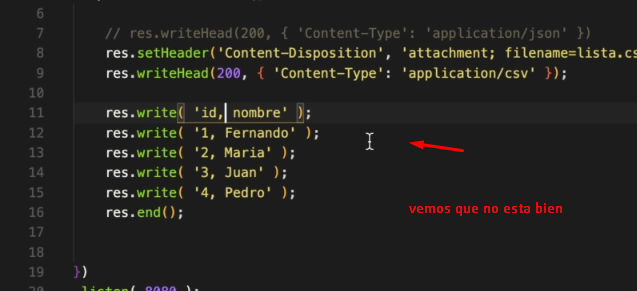 6
7 // res.writeHead(200, { 'Content-Type': 'application/json' })
8 res.setHeader('Content-Disposition', 'attachment; filename=lista.cs
9 res.writeHead(200, { 'Content-Type': 'application/csv' });
10
11 res.write( 'id, nombre' );
12 res.write( '1, Fernando' );
13 res.write( '2, Maria' );
14 res.write( '3, Juan' );
15 res.write( '4, Pedro' );
16 res.end();
vemos que no esta bien
17
18
19 })
20 .listen( 8080 );